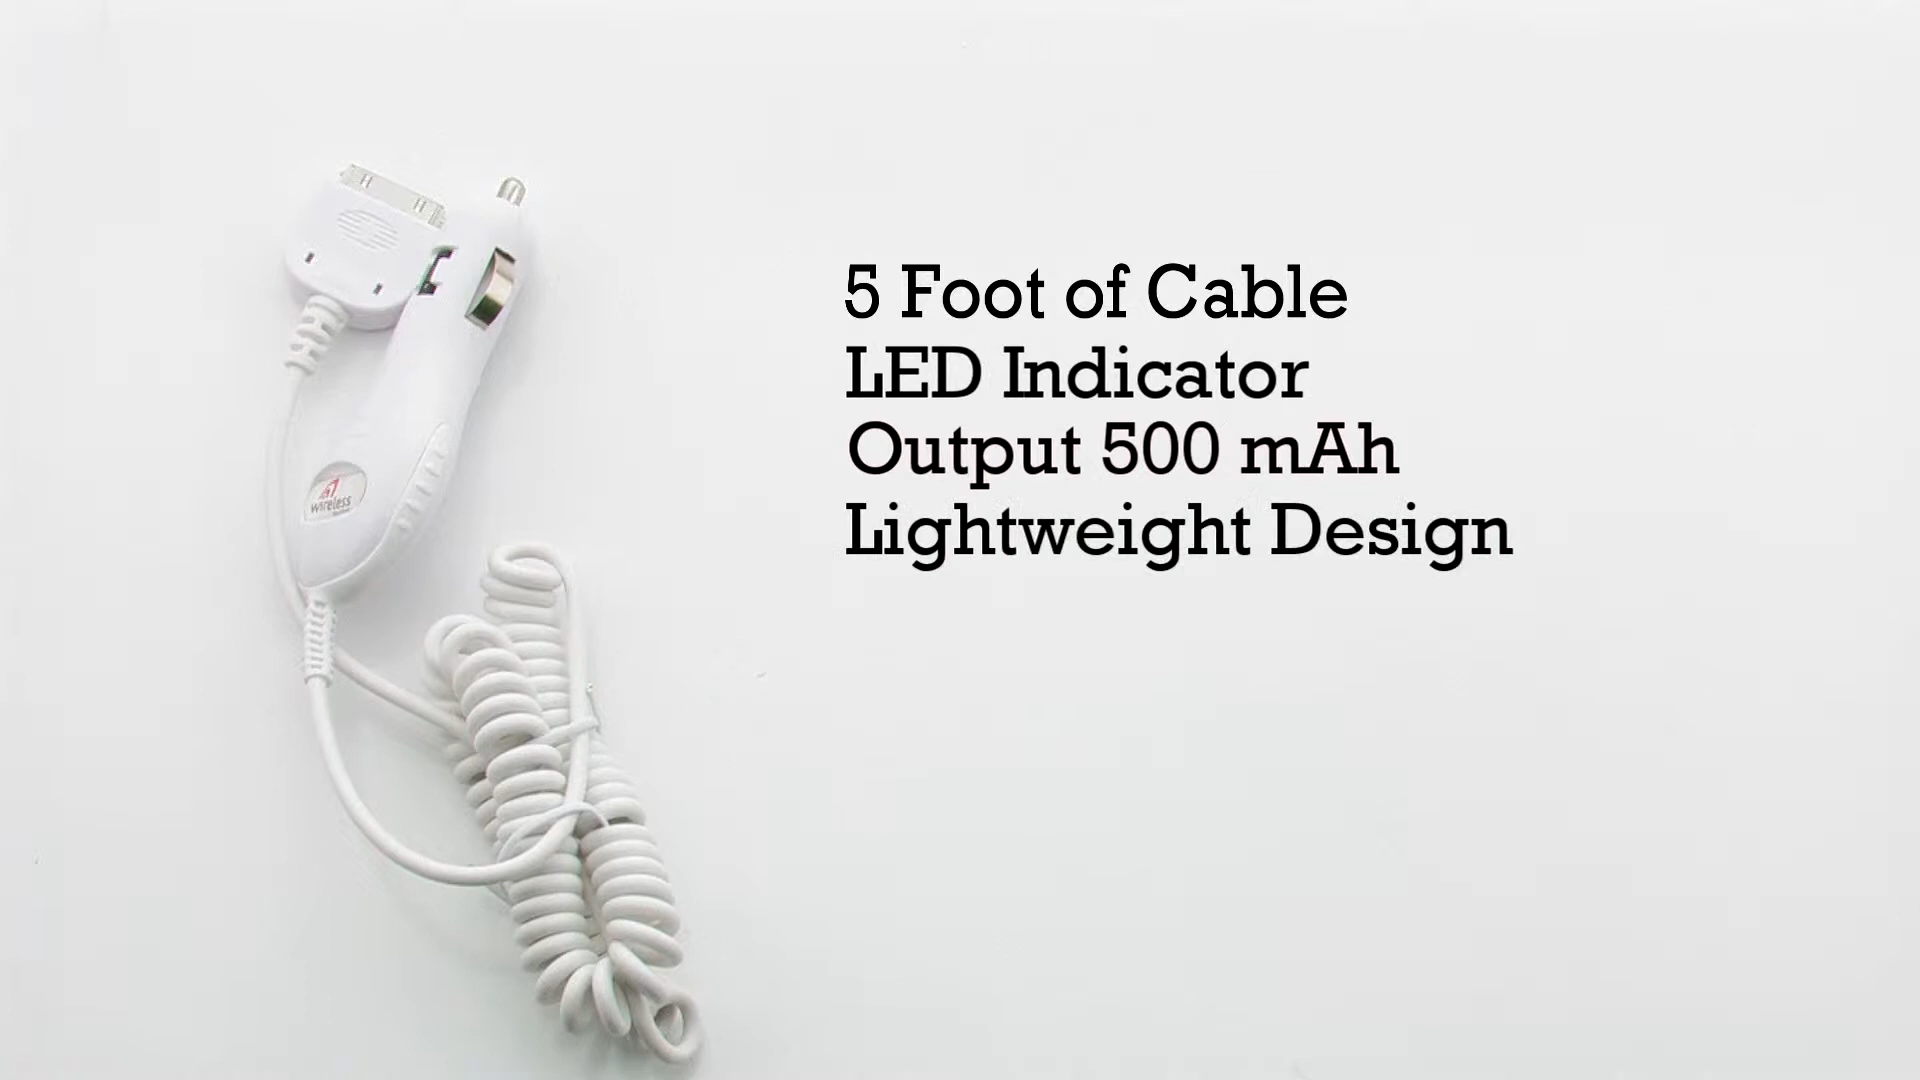 5 Foot of Cable
LED Indicator
Output 500 mAh
Lightweight Design
wireless